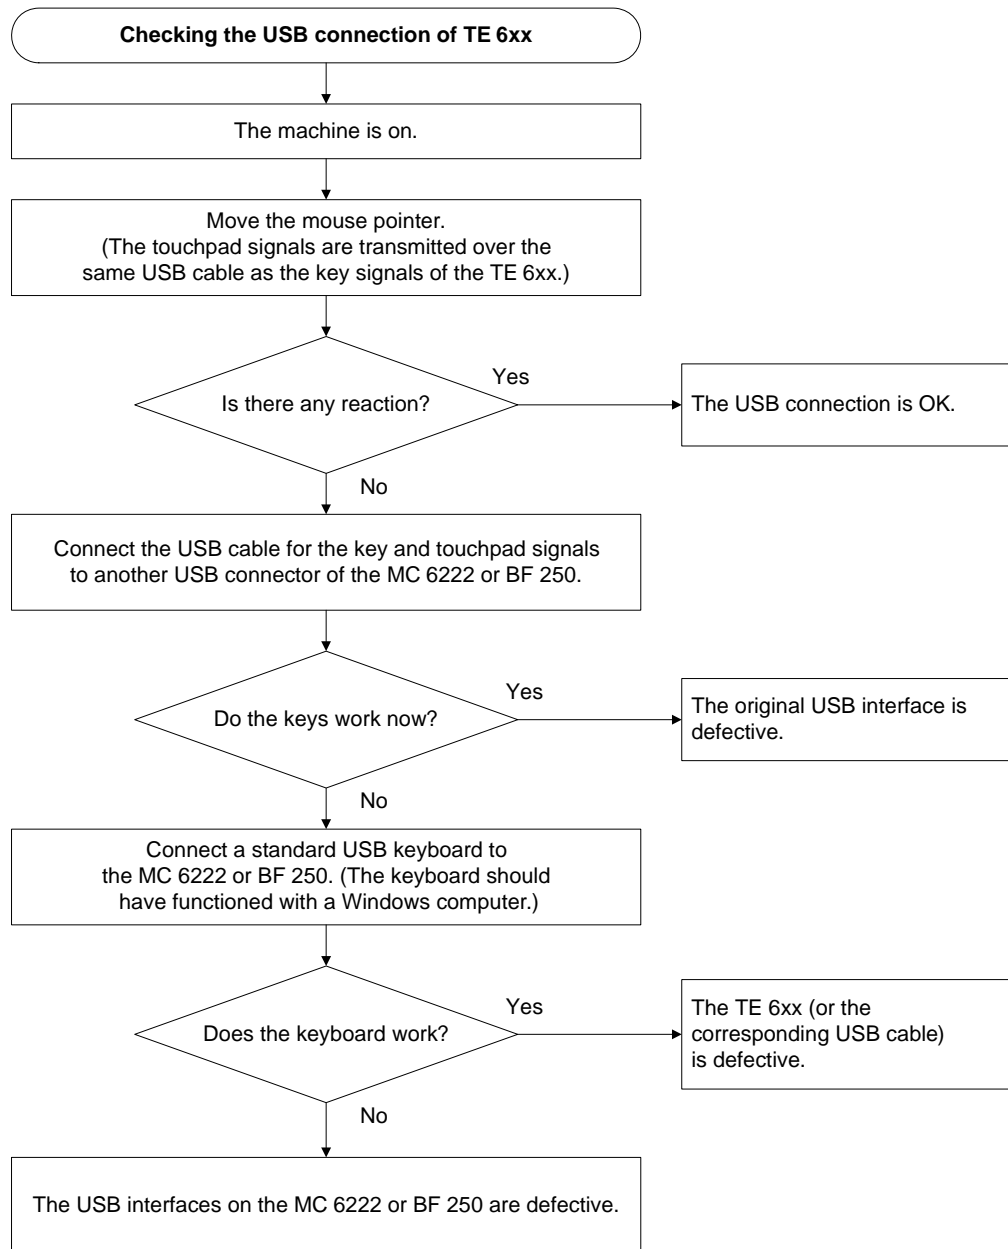 Checking the USB connection of TE 6xx
The machine is on.
Move the mouse pointer.
(The touchpad signals are transmitted over the
same USB cable as the key signals of the TE 6xx.)
Is there any reaction?
Yes
The USB connection is OK.
No
Connect the USB cable for the key and touchpad signals
to another USB connector of the MC 6222 or BF 250.
Do the keys work now?
Yes
The original USB interface is
defective.
No
Connect a standard USB keyboard to
the MC 6222 or BF 250. (The keyboard should
have functioned with a Windows computer.)
Does the keyboard work?
Yes
The TE 6xx (or the
corresponding USB cable)
is defective.
No
The USB interfaces on the MC 6222 or BF 250 are defective.